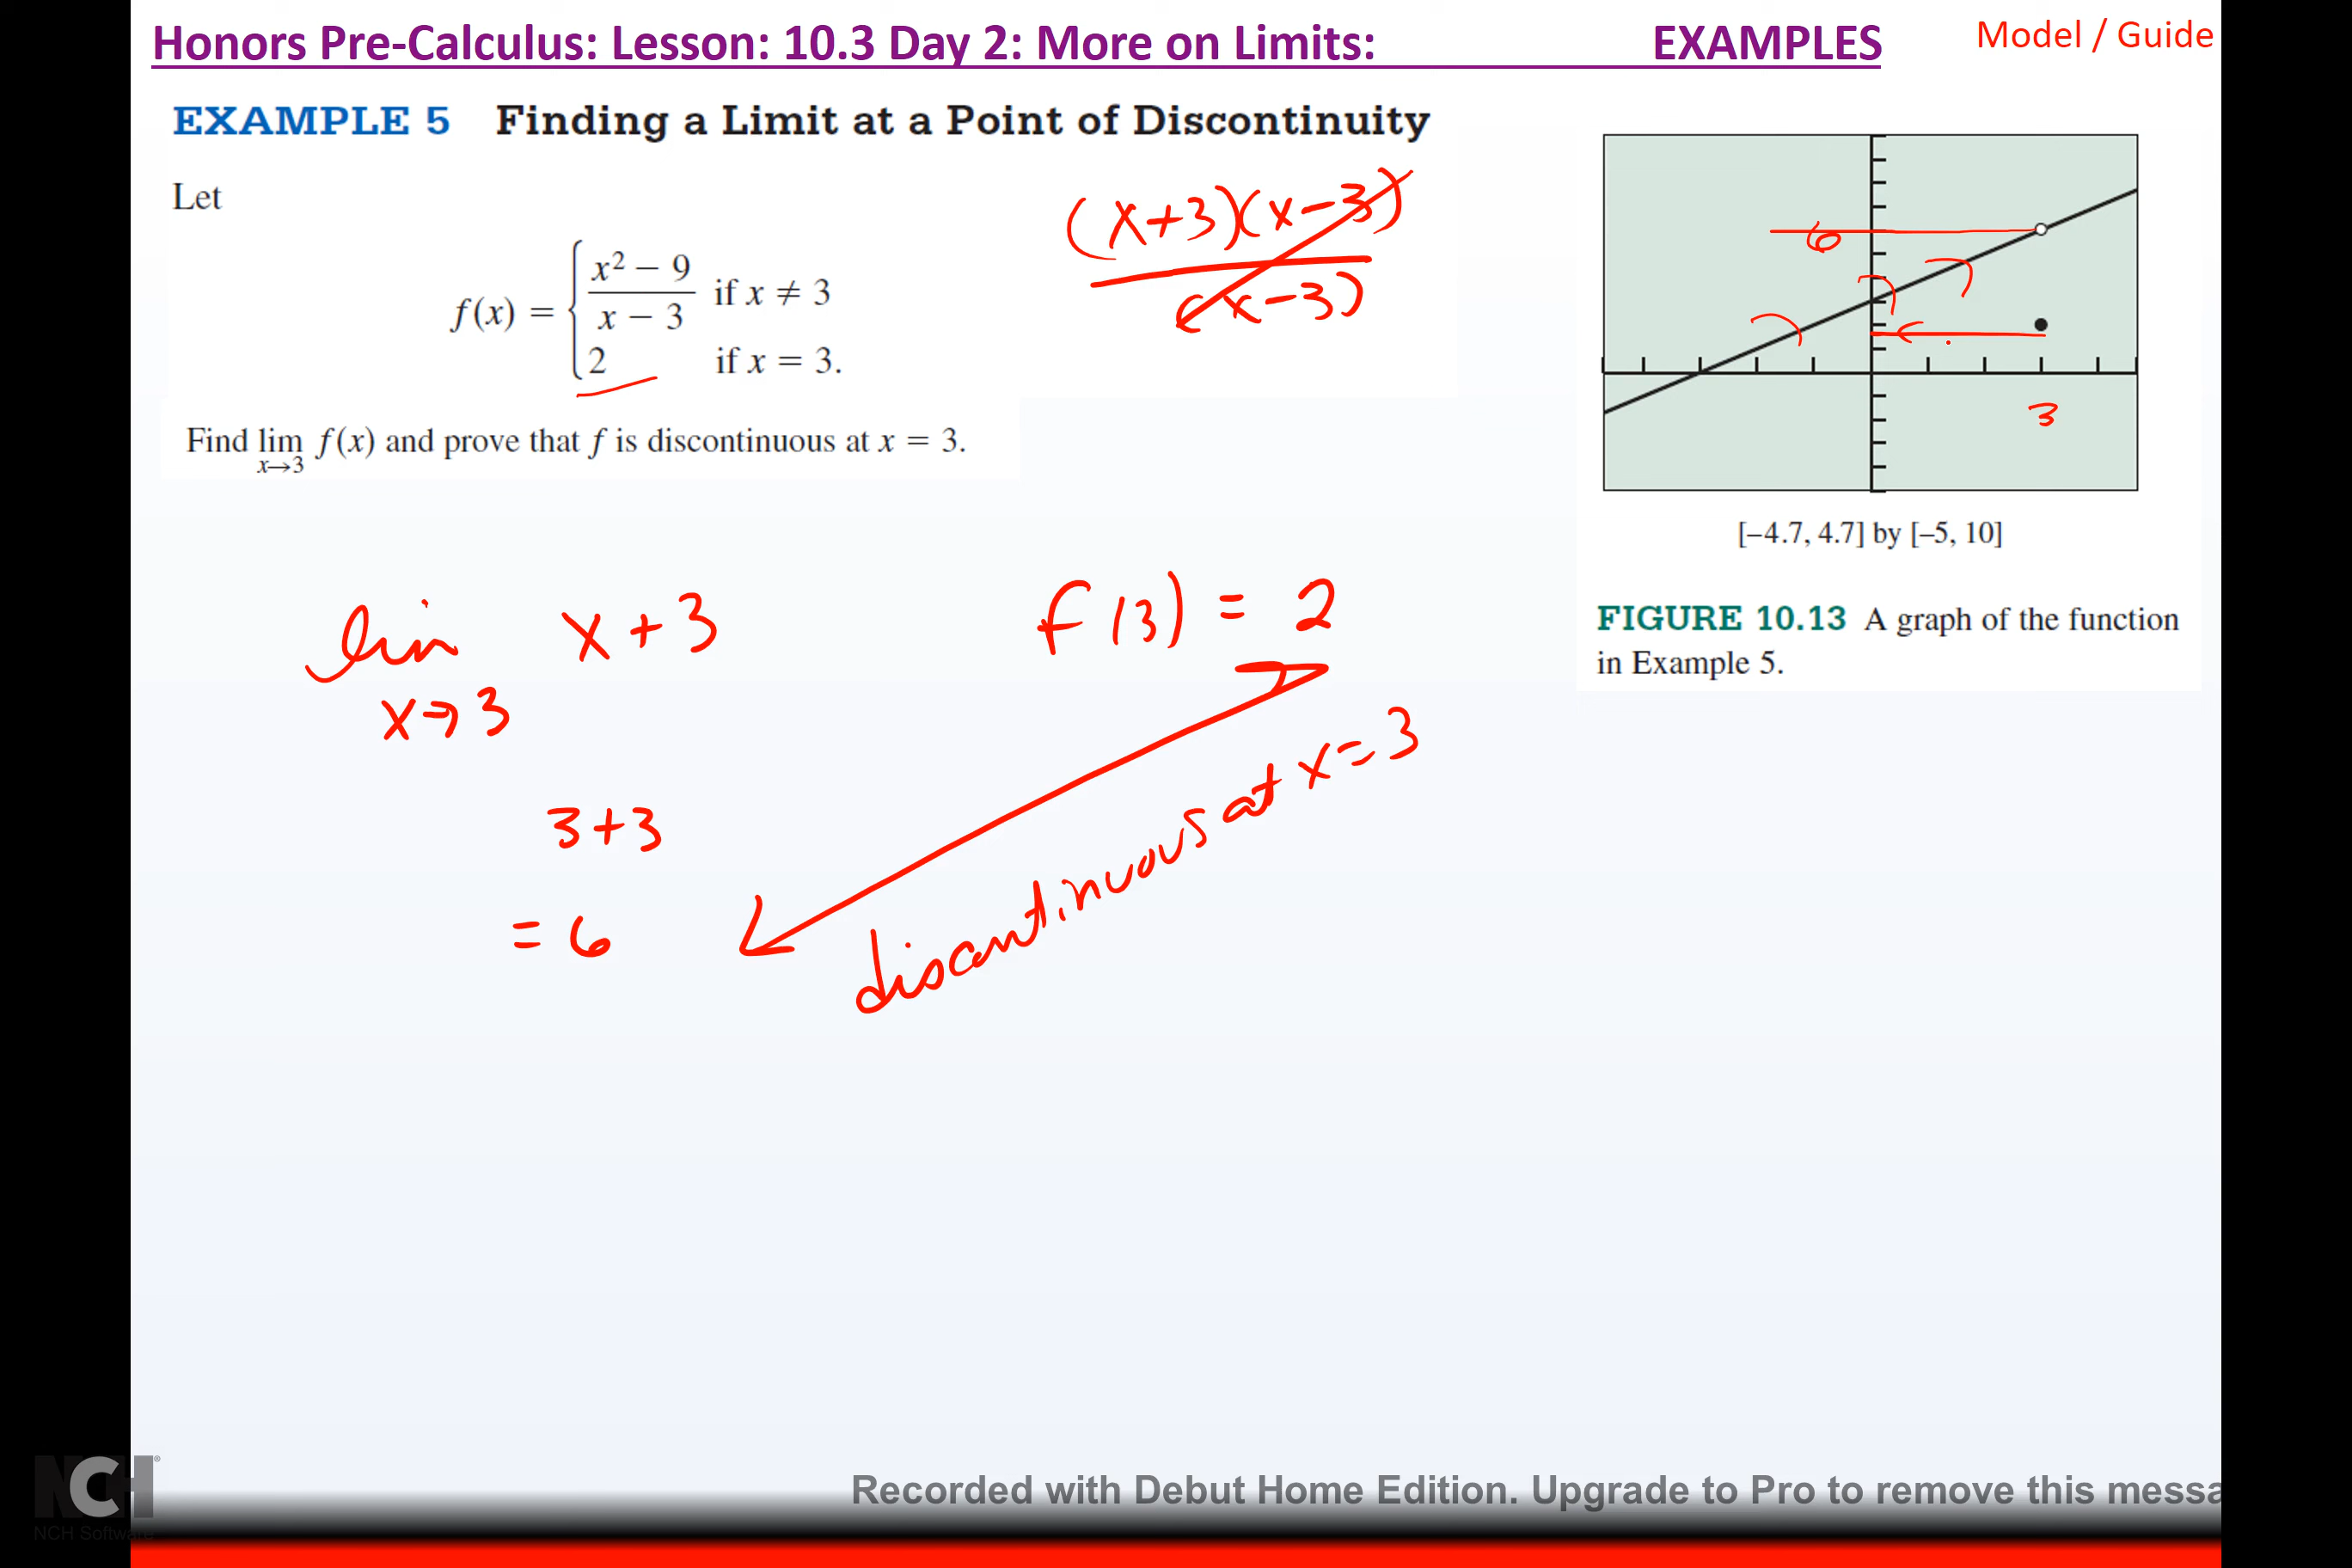 Honors Pre-Calculus: Lesson: 10.3 Day 2: More on Limits: EXAMPLES
Model / Guide
EXAMPLE 5 Finding a Limit at a Point of Discontinuity
Let
f(x) = { x² − 9 / x − 3 if x ≠ 3
2 if x = 3.
(x+3)(x−3)
(x−3)
Find lim x→3 f(x) and prove that f is discontinuous at x = 3.
6
3
[−4.7, 4.7] by [−5, 10]
FIGURE 10.13 A graph of the function
in Example 5.
lim x→3 x+3
3+3
= 6
f(3) = 2
discontinuous at x=3
Recorded with Debut Home Edition. Upgrade to Pro to remove this messa
NCH®
NCH Software